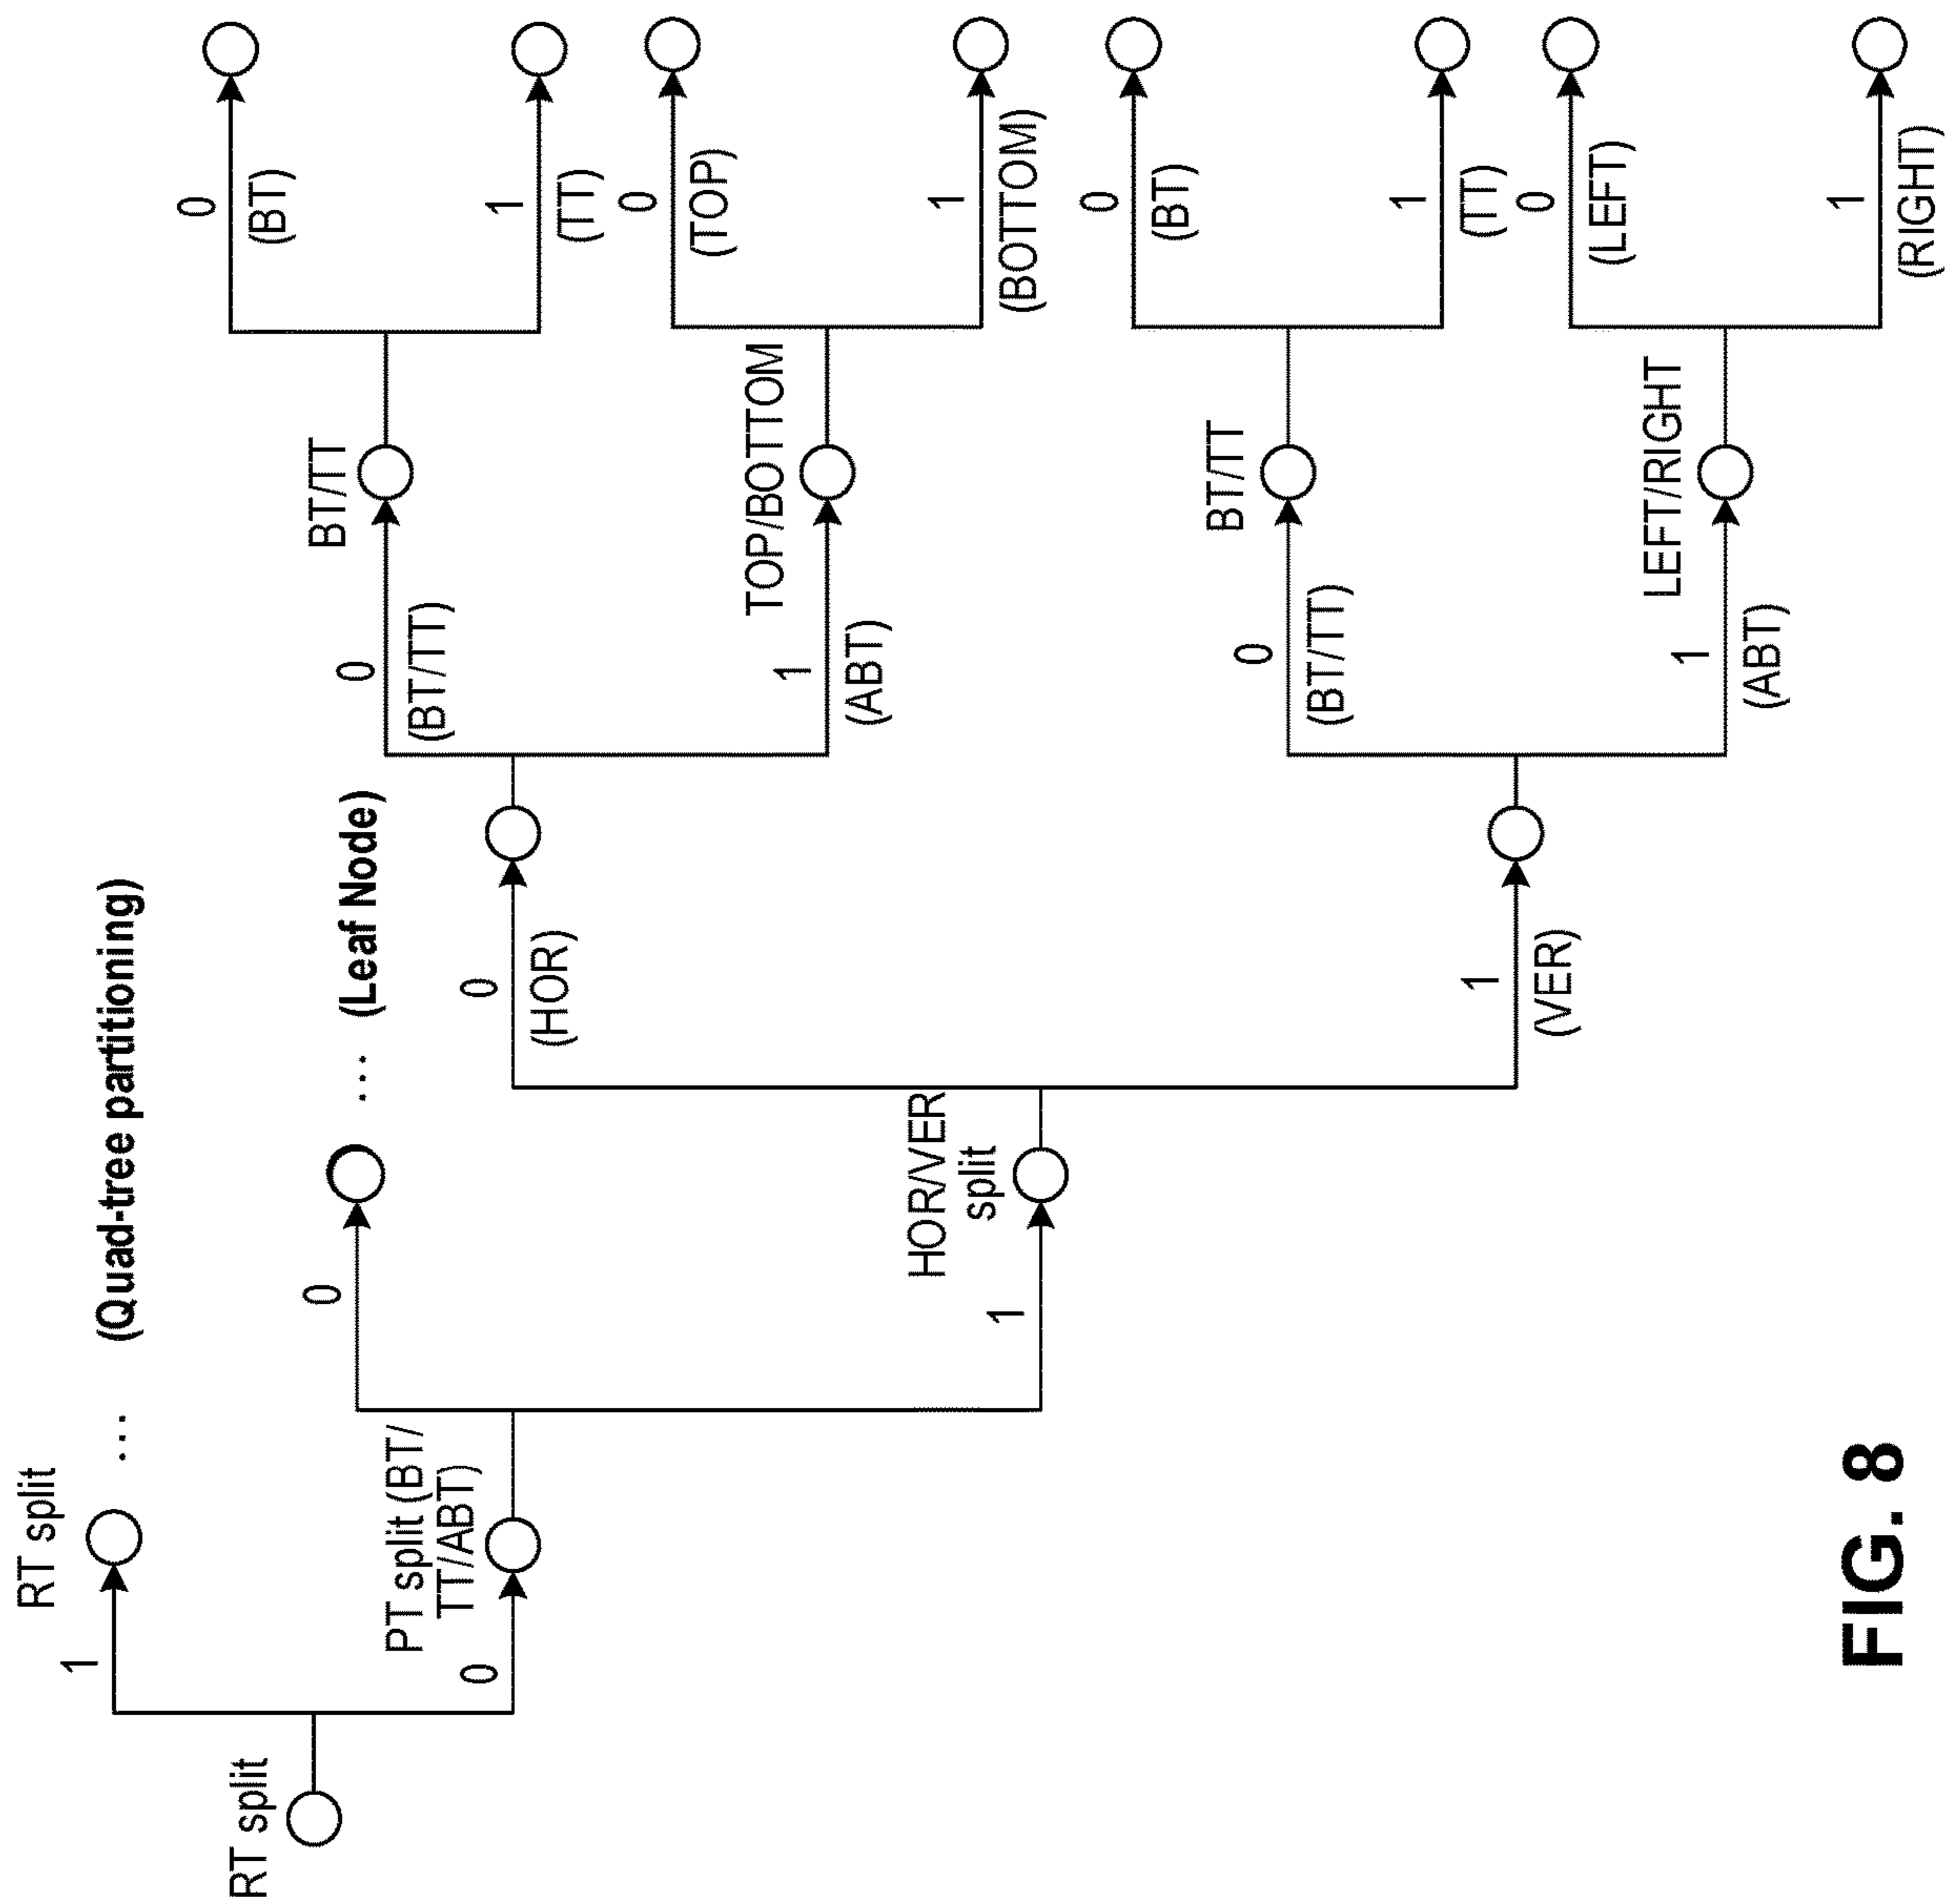 RT split
1
RT split
... (Quad-tree partitioning)
0
PT split (BT/
TT/ABT)
0
... (Leaf Node)
1
HOR/VER
split
0
(HOR)
0
(BT/TT)
BT/TT
0
(BT)
1
(TT)
1
(ABT)
TOP/BOTTOM
0
(TOP)
1
(BOTTOM)
1
(VER)
0
(BT/TT)
BT/TT
0
(BT)
1
(TT)
1
(ABT)
LEFT/RIGHT
0
(LEFT)
1
(RIGHT)
FIG. 8